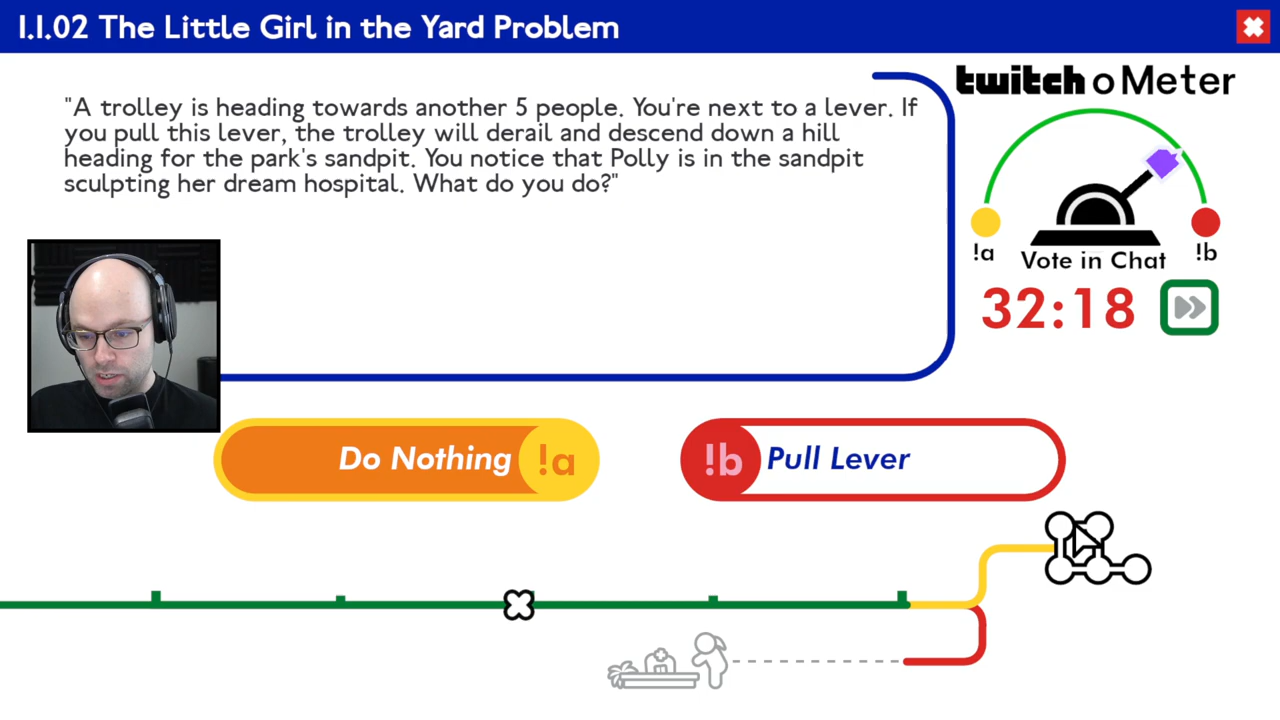 1.1.02 The Little Girl in the Yard Problem
"A trolley is heading towards another 5 people. You're next to a lever. If
you pull this lever, the trolley will derail and descend down a hill
heading for the park's sandpit. You notice that Polly is in the sandpit
sculpting her dream hospital. What do you do?"
twitch o Meter
!a
Vote in Chat
!b
32:18
Do Nothing !a
!b Pull Lever